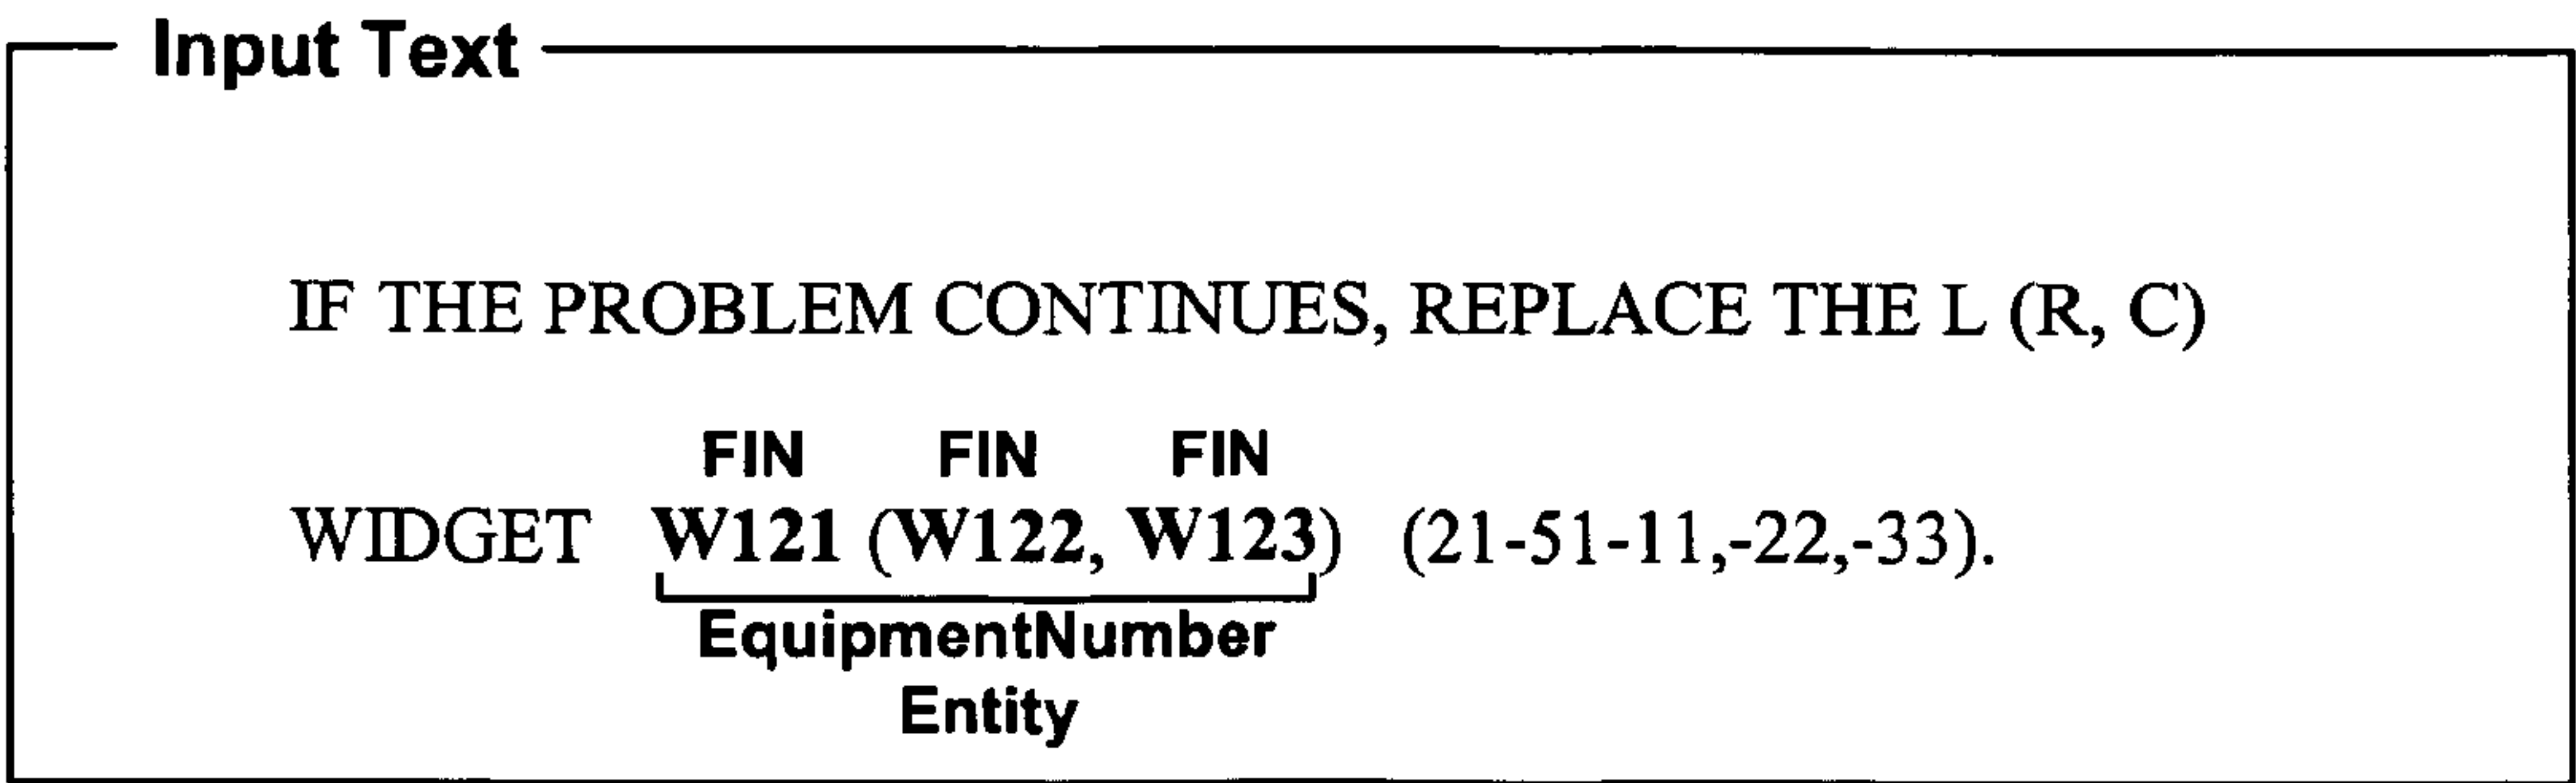 Input Text
IF THE PROBLEM CONTINUES, REPLACE THE L (R, C)
FIN FIN FIN
WIDGET W121 (W122, W123) (21-51-11,-22,-33).
EquipmentNumber
Entity